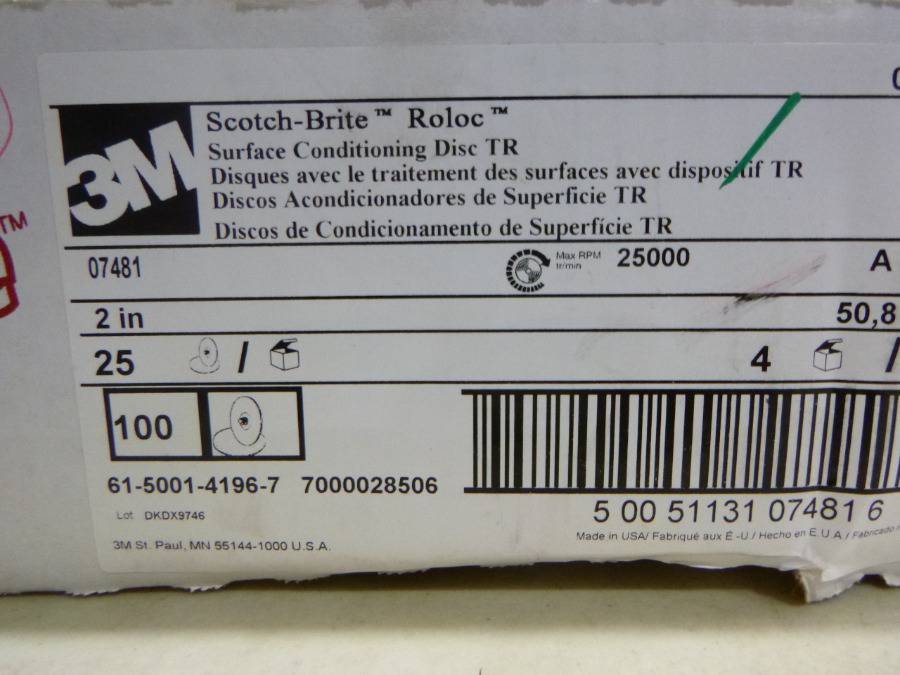 3M
Scotch-Brite™ Roloc™
Surface Conditioning Disc TR
Disques avec le traitement des surfaces avec dispositif TR
Discos Acondicionadores de Superficie TR
Discos de Condicionamento de Superfície TR
TM
07481 Max RPM 25000 A
tr/min
2 in 50,8
25 / 4 /
100
61-5001-4196-7 7000028506
5 00 51131 07481 6
Lot DKDX9746
Made in USA/ Fabriqué aux É-U./ Hecho en E.U.A./ Fabricado
3M St. Paul, MN 55144-1000 U.S.A.